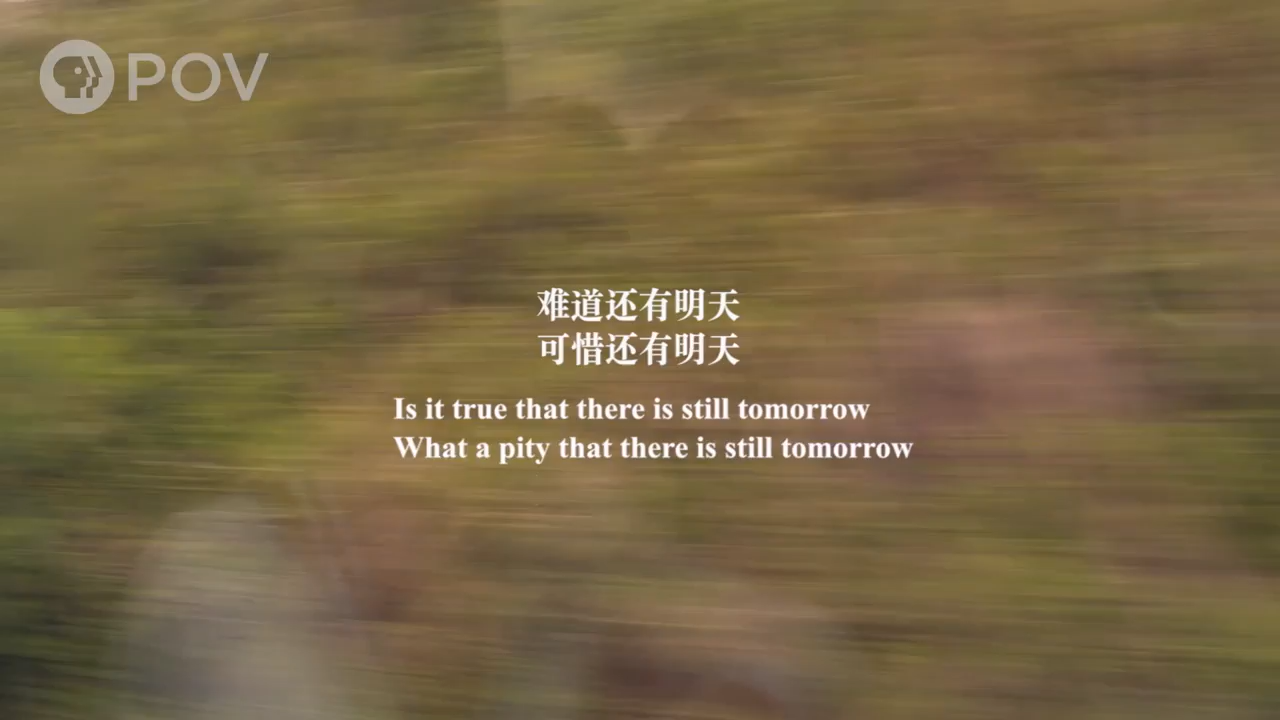 POV
难道还有明天
可惜还有明天
Is it true that there is still tomorrow
What a pity that there is still tomorrow